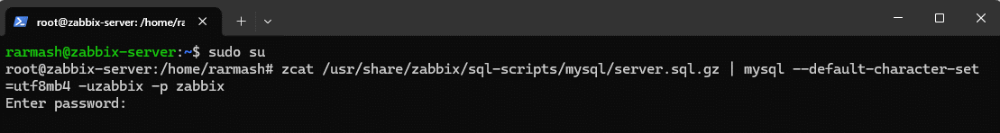 root@zabbix-server: /home/ra
rarmash@zabbix-server:~$ sudo su
root@zabbix-server:/home/rarmash# zcat /usr/share/zabbix/sql-scripts/mysql/server.sql.gz | mysql --default-character-set
=utf8mb4 -uzabbix -p zabbix
Enter password: